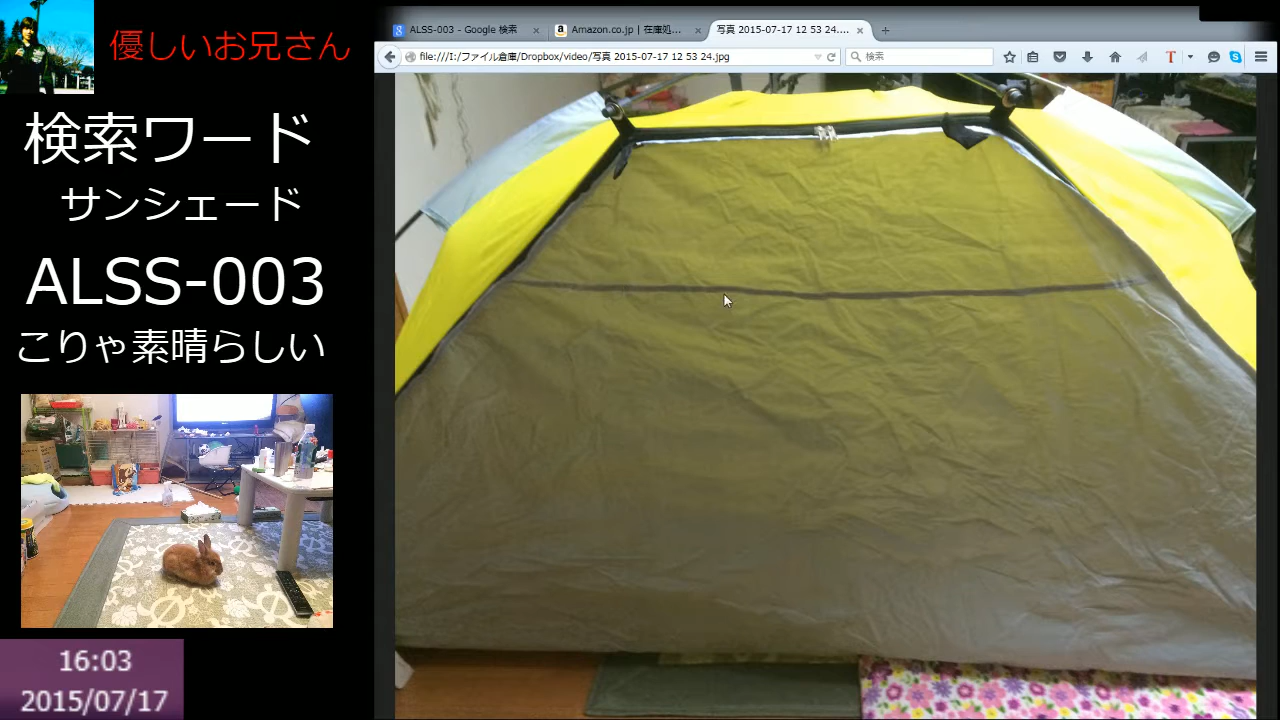 優しいお兄さん
検索ワード
サンシェード
ALSS-003
こりゃ素晴らしい
16:03
2015/07/17
ALSS-003 - Google 検索
Amazon.co.jp | 在庫処...
写真 2015-07-17 12 53 24....
file:///I:/ファイル倉庫/Dropbox/video/写真 2015-07-17 12 53 24.jpg
検索